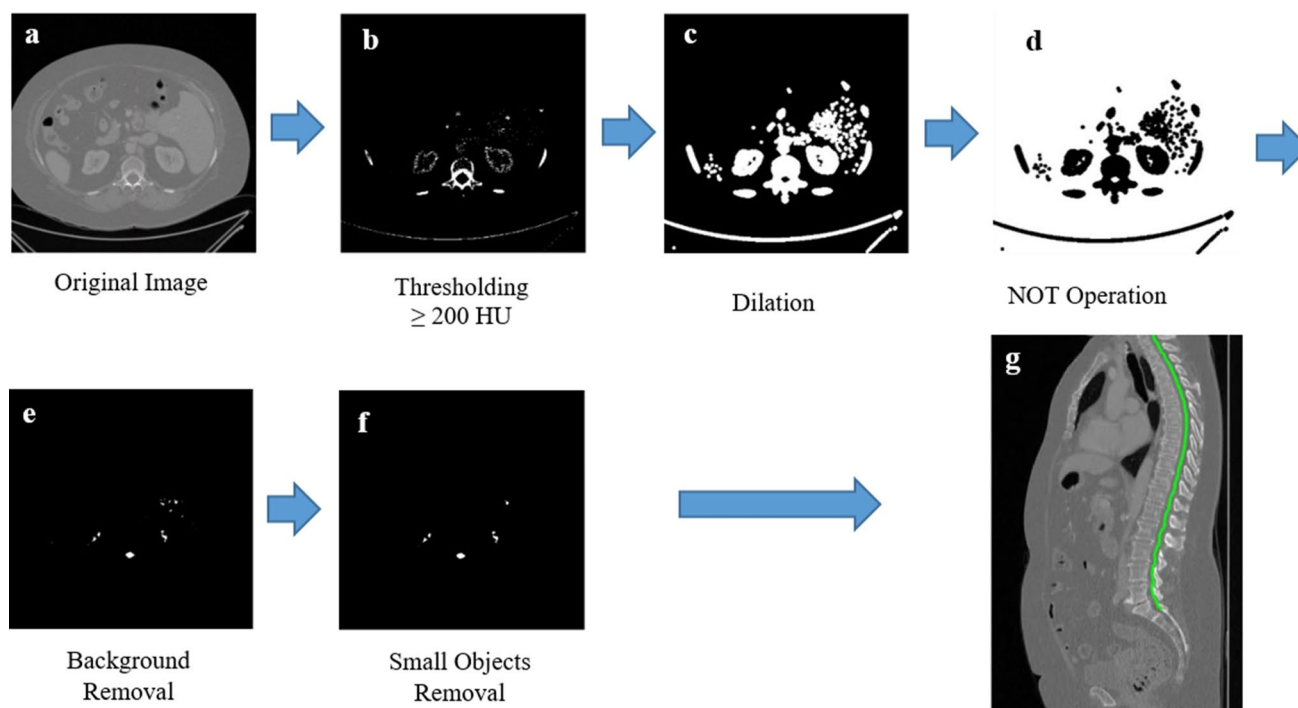 a
b
c
d
Original Image
Thresholding
≥ 200 HU
Dilation
NOT Operation
e
f
g
Background
Removal
Small Objects
Removal